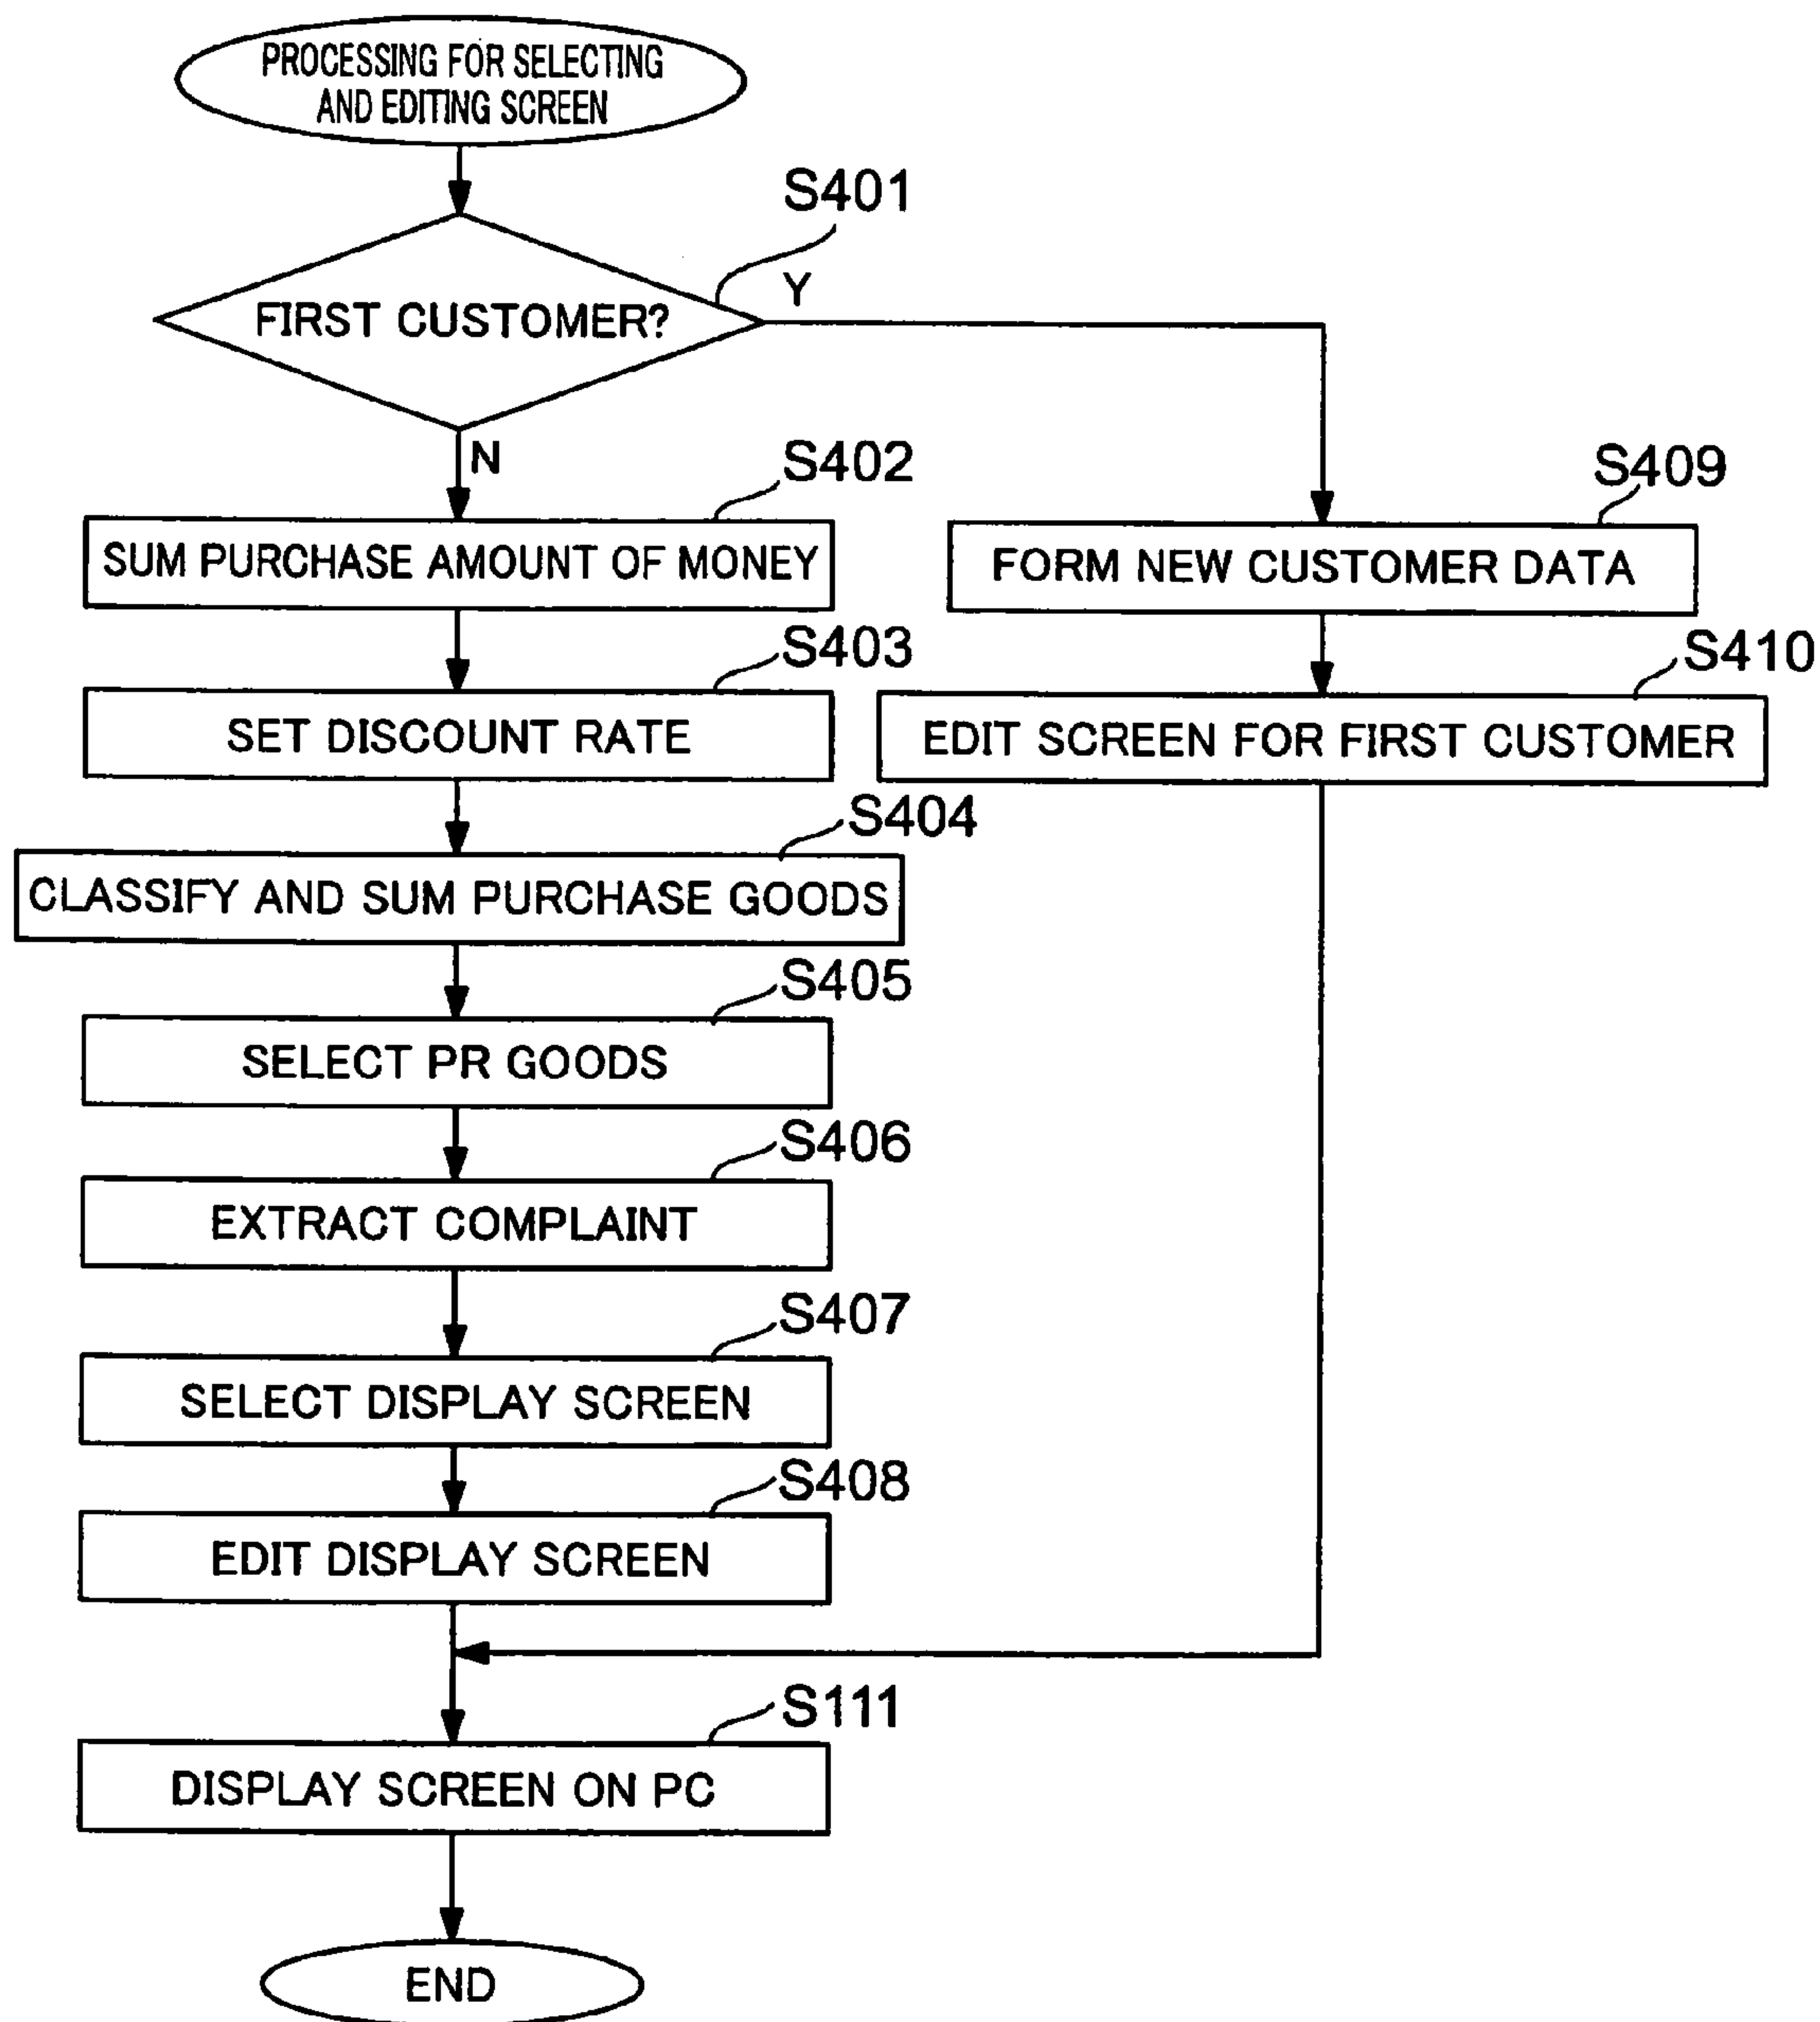 PROCESSING FOR SELECTING
AND EDITING SCREEN
S401
FIRST CUSTOMER?
Y
N
S402
SUM PURCHASE AMOUNT OF MONEY
S409
FORM NEW CUSTOMER DATA
S403
SET DISCOUNT RATE
S410
EDIT SCREEN FOR FIRST CUSTOMER
S404
CLASSIFY AND SUM PURCHASE GOODS
S405
SELECT PR GOODS
S406
EXTRACT COMPLAINT
S407
SELECT DISPLAY SCREEN
S408
EDIT DISPLAY SCREEN
S111
DISPLAY SCREEN ON PC
END